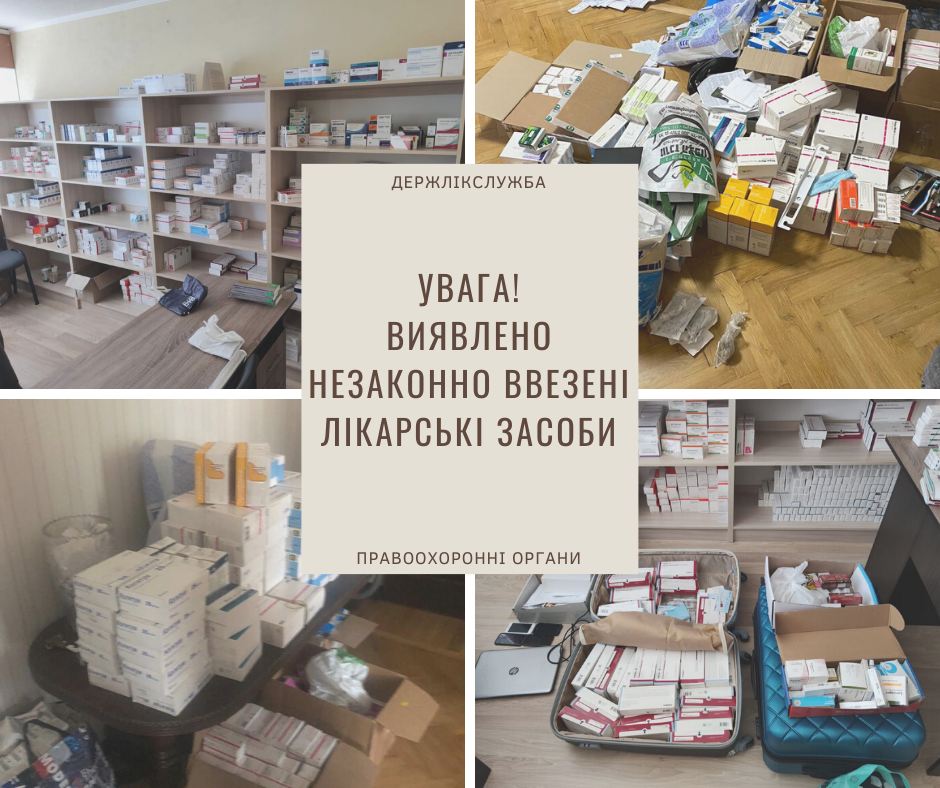 ДЕРЖЛІКСЛУЖБА
УВАГА!
ВИЯВЛЕНО
НЕЗАКОННО ВВЕЗЕНІ
ЛІКАРСЬКІ ЗАСОБИ
ПРАВООХОРОННІ ОРГАНИ